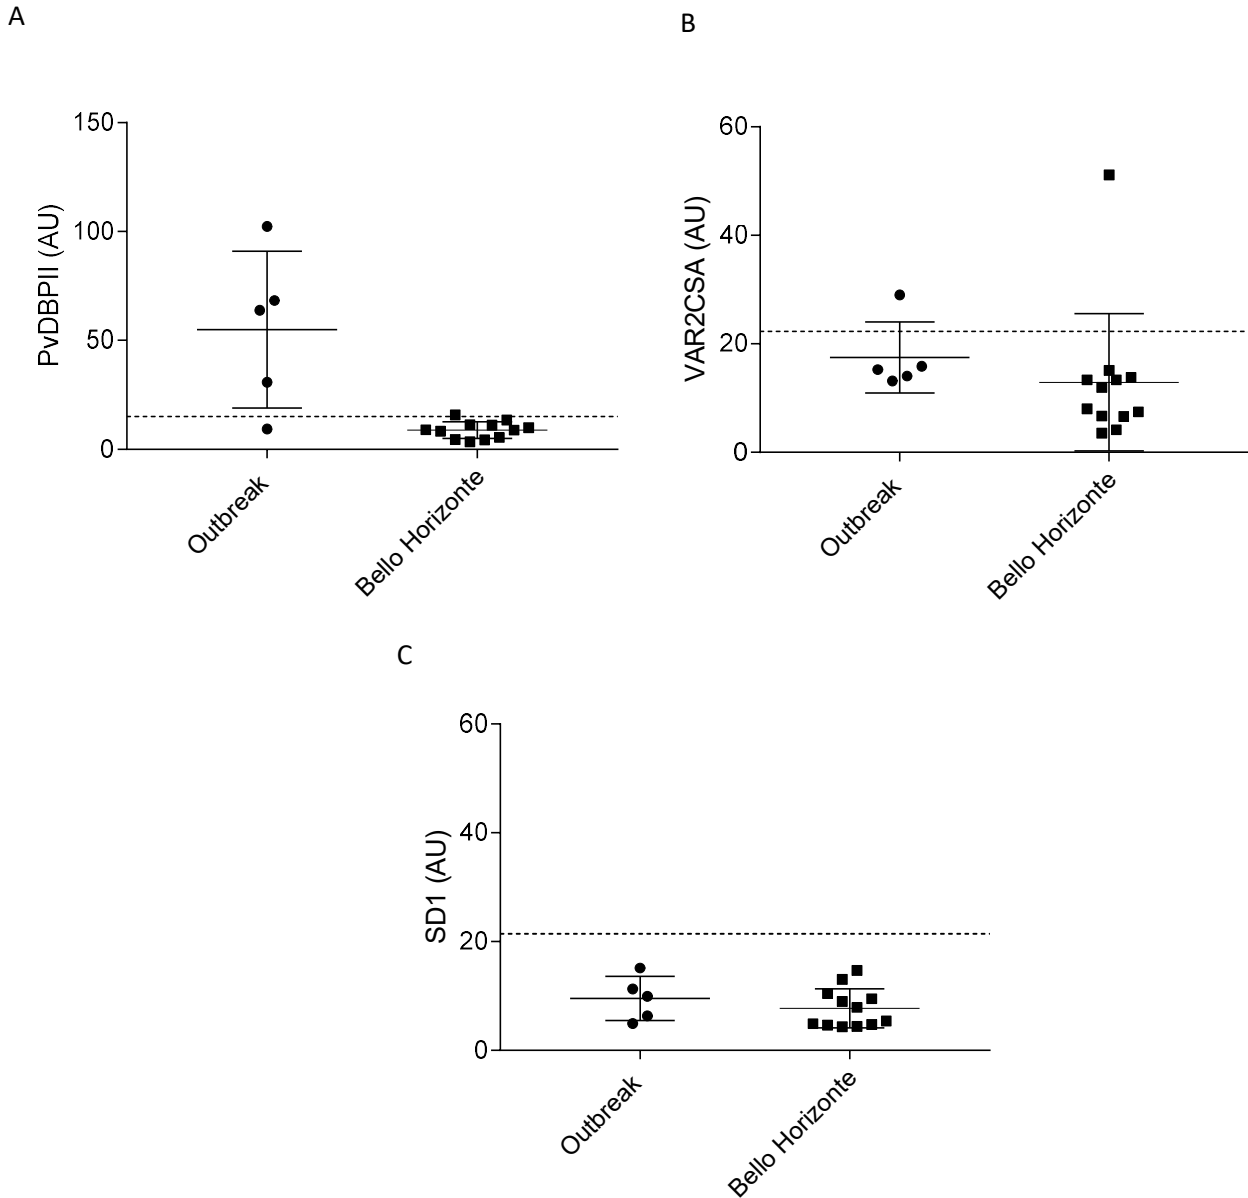 A
150
100
50
0
PvDBPII (AU)
Outbreak
Bello Horizonte
B
60
40
20
0
VAR2CSA (AU)
Outbreak
Bello Horizonte
C
60
40
20
0
SD1 (AU)
Outbreak
Bello Horizonte